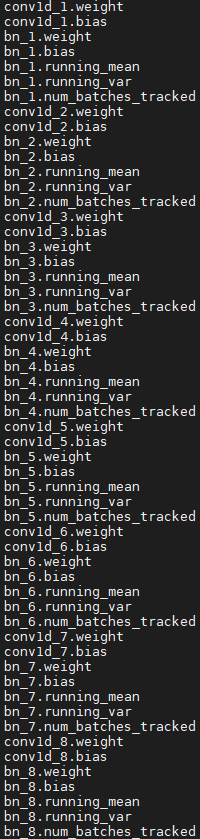 conv1d_1.weight
conv1d_1.bias
bn_1.weight
bn_1.bias
bn_1.running_mean
bn_1.running_var
bn_1.num_batches_tracked
conv1d_2.weight
conv1d_2.bias
bn_2.weight
bn_2.bias
bn_2.running_mean
bn_2.running_var
bn_2.num_batches_tracked
conv1d_3.weight
conv1d_3.bias
bn_3.weight
bn_3.bias
bn_3.running_mean
bn_3.running_var
bn_3.num_batches_tracked
conv1d_4.weight
conv1d_4.bias
bn_4.weight
bn_4.bias
bn_4.running_mean
bn_4.running_var
bn_4.num_batches_tracked
conv1d_5.weight
conv1d_5.bias
bn_5.weight
bn_5.bias
bn_5.running_mean
bn_5.running_var
bn_5.num_batches_tracked
conv1d_6.weight
conv1d_6.bias
bn_6.weight
bn_6.bias
bn_6.running_mean
bn_6.running_var
bn_6.num_batches_tracked
conv1d_7.weight
conv1d_7.bias
bn_7.weight
bn_7.bias
bn_7.running_mean
bn_7.running_var
bn_7.num_batches_tracked
conv1d_8.weight
conv1d_8.bias
bn_8.weight
bn_8.bias
bn_8.running_mean
bn_8.running_var
bn_8.num_batches_tracked